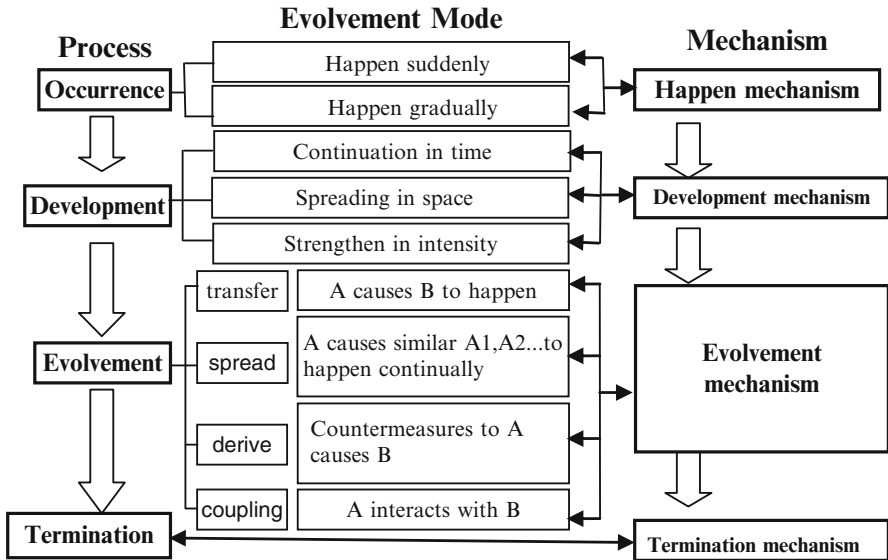 Process
Evolvement Mode
Mechanism
Occurrence
Happen suddenly
Happen gradually
Happen mechanism
Development
Continuation in time
Spreading in space
Strengthen in intensity
Development mechanism
Evolvement
transfer
A causes B to happen
spread
A causes similar A1,A2...to
happen continually
derive
Countermeasures to A
causes B
coupling
A interacts with B
Evolvement
mechanism
Termination
Termination mechanism